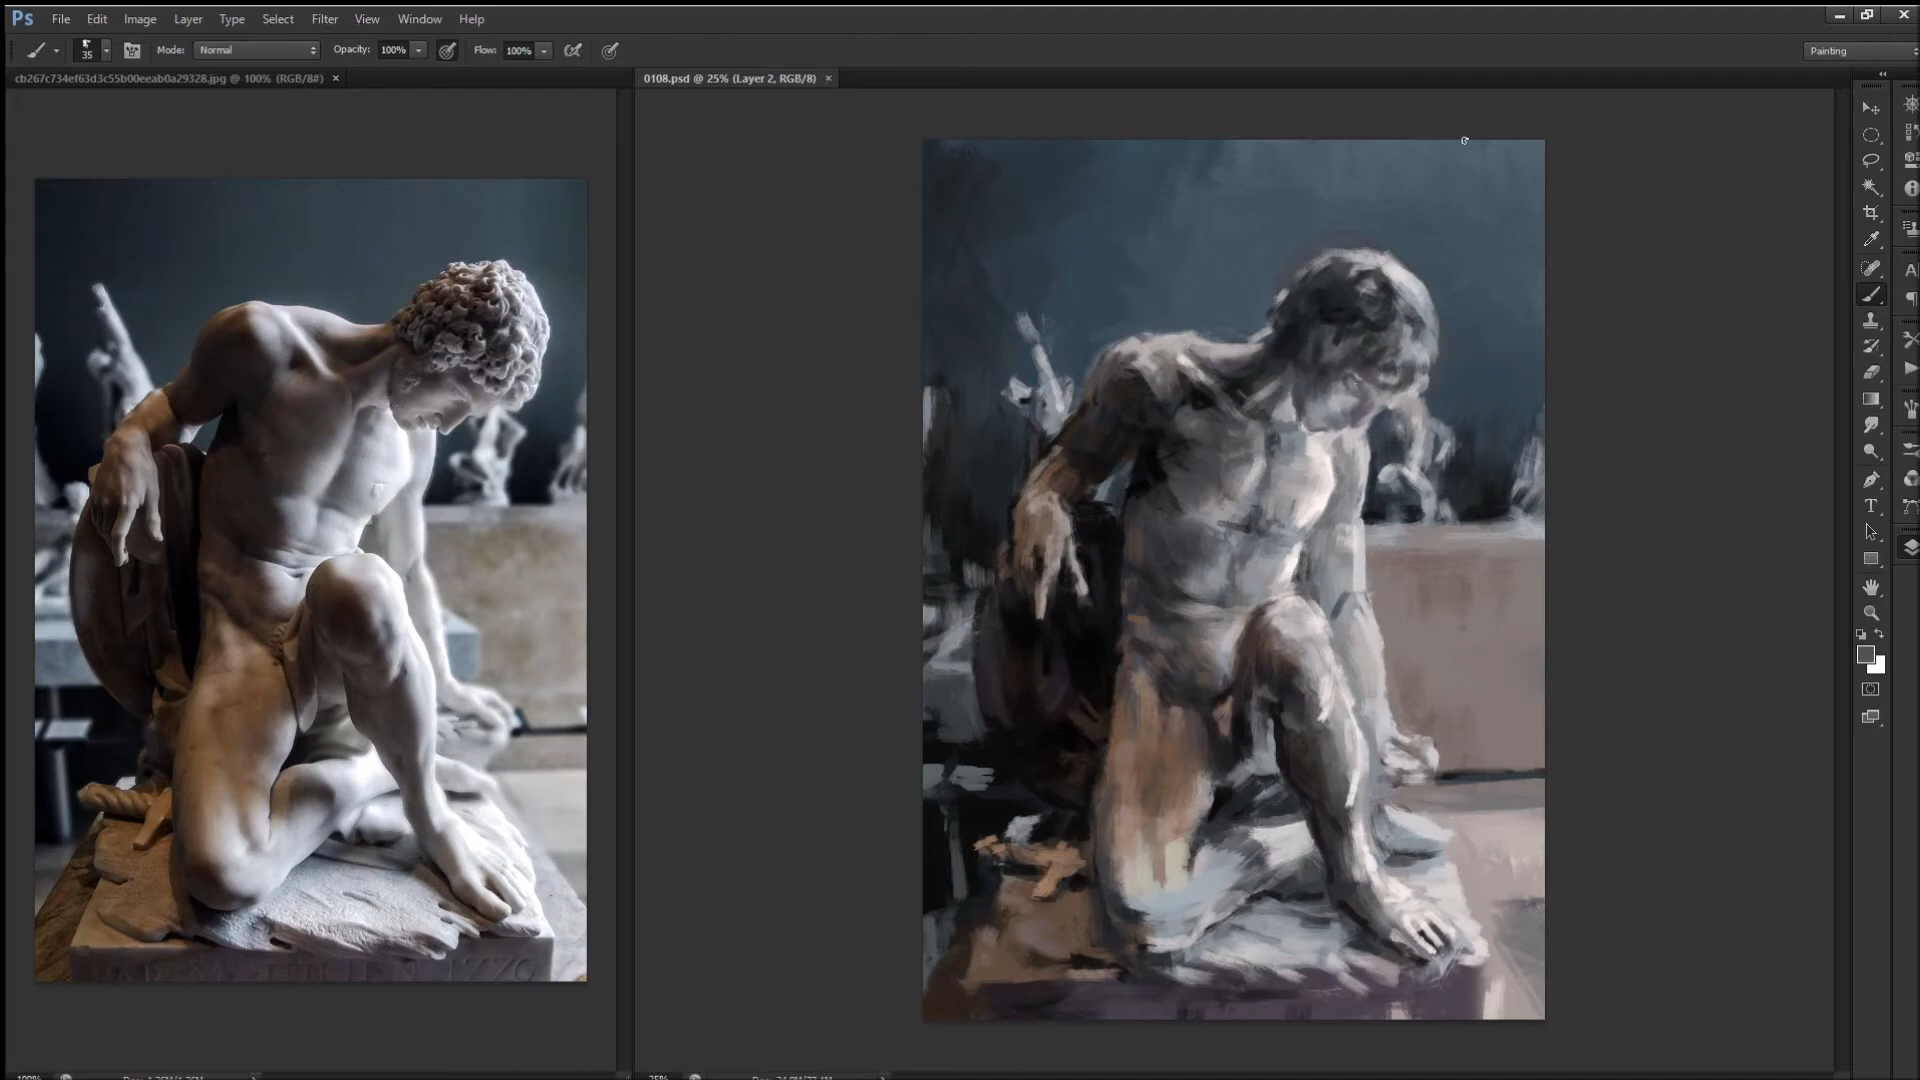 Ps File Edit Image Layer Type Select Filter View Window Help
35 Mode: Normal Opacity: 100% Flow: 100% Painting
cb267c734ef63d3c55b00eeab0a29328.jpg @ 100% (RGB/8#) ×
0108.psd @ 25% (Layer 2, RGB/8) ×